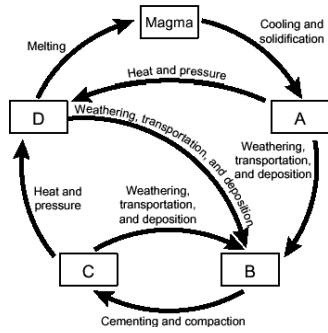 Magma
Cooling and
solidification
Melting
Heat and pressure
D
A
Weathering, transportation, and deposition
Weathering,
transportation,
and deposition
Heat and
pressure
Weathering,
transportation,
and deposition
C
B
Cementing and compaction